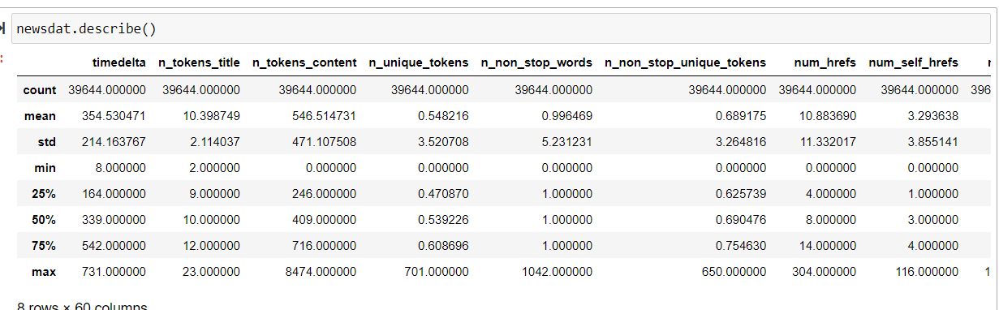 newsdat.describe()
timedelta n_tokens_title n_tokens_content n_unique_tokens n_non_stop_words n_non_stop_unique_tokens num_hrefs num_self_hrefs
count 39644.000000 39644.000000 39644.000000 39644.000000 39644.000000 39644.000000 39644.000000 39644.000000 396
mean 354.530471 10.398749 546.514731 0.548216 0.996469 0.689175 10.883690 3.293638
std 214.163767 2.114037 471.107508 3.520708 5.231231 3.264816 11.332017 3.855141
min 8.000000 2.000000 0.000000 0.000000 0.000000 0.000000 0.000000 0.000000
25% 164.000000 9.000000 246.000000 0.470870 1.000000 0.625739 4.000000 1.000000
50% 339.000000 10.000000 409.000000 0.539226 1.000000 0.690476 8.000000 3.000000
75% 542.000000 12.000000 716.000000 0.608696 1.000000 0.754630 14.000000 4.000000
max 731.000000 23.000000 8474.000000 701.000000 1042.000000 650.000000 304.000000 116.000000 1
8 rows × 60 columns